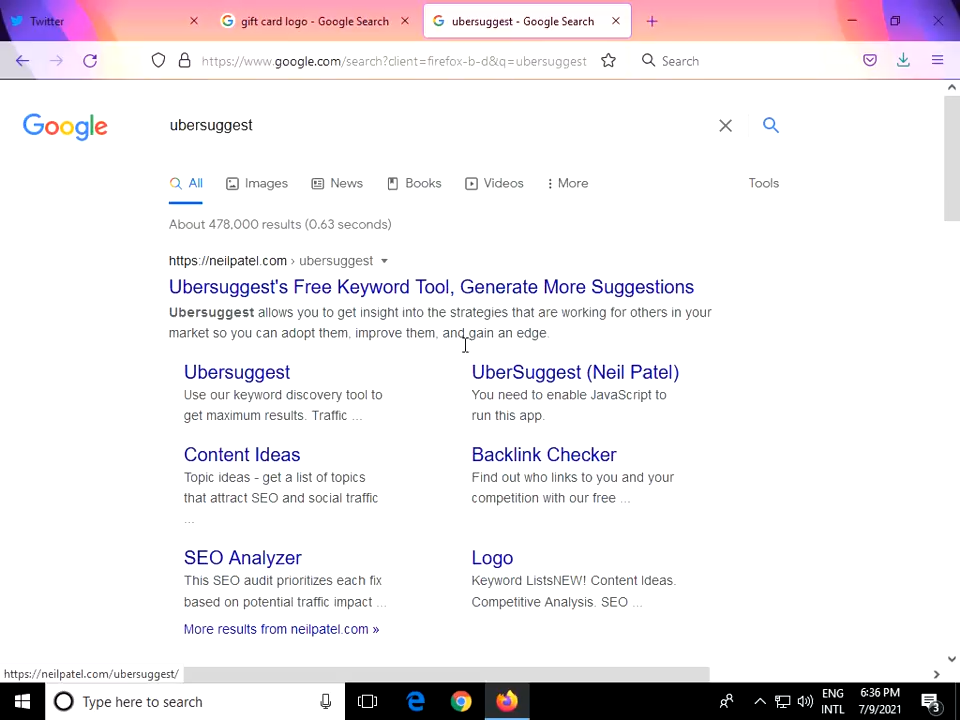 Twitter
gift card logo - Google Search
ubersuggest - Google Search
https://www.google.com/search?client=firefox-b-d&q=ubersuggest
Search
Google
ubersuggest
All
Images
News
Books
Videos
More
Tools
About 478,000 results (0.63 seconds)
https://neilpatel.com › ubersuggest
Ubersuggest's Free Keyword Tool, Generate More Suggestions
Ubersuggest allows you to get insight into the strategies that are working for others in your
market so you can adopt them, improve them, and gain an edge.
Ubersuggest
Use our keyword discovery tool to
get maximum results. Traffic ...
UberSuggest (Neil Patel)
You need to enable JavaScript to
run this app.
Content Ideas
Topic ideas - get a list of topics
that attract SEO and social traffic
...
Backlink Checker
Find out who links to you and your
competition with our free ...
SEO Analyzer
This SEO audit prioritizes each fix
based on potential traffic impact ...
Logo
Keyword ListsNEW! Content Ideas.
Competitive Analysis. SEO ...
More results from neilpatel.com »
https://neilpatel.com/ubersuggest/
Type here to search
ENG
INTL
6:36 PM
7/9/2021
3